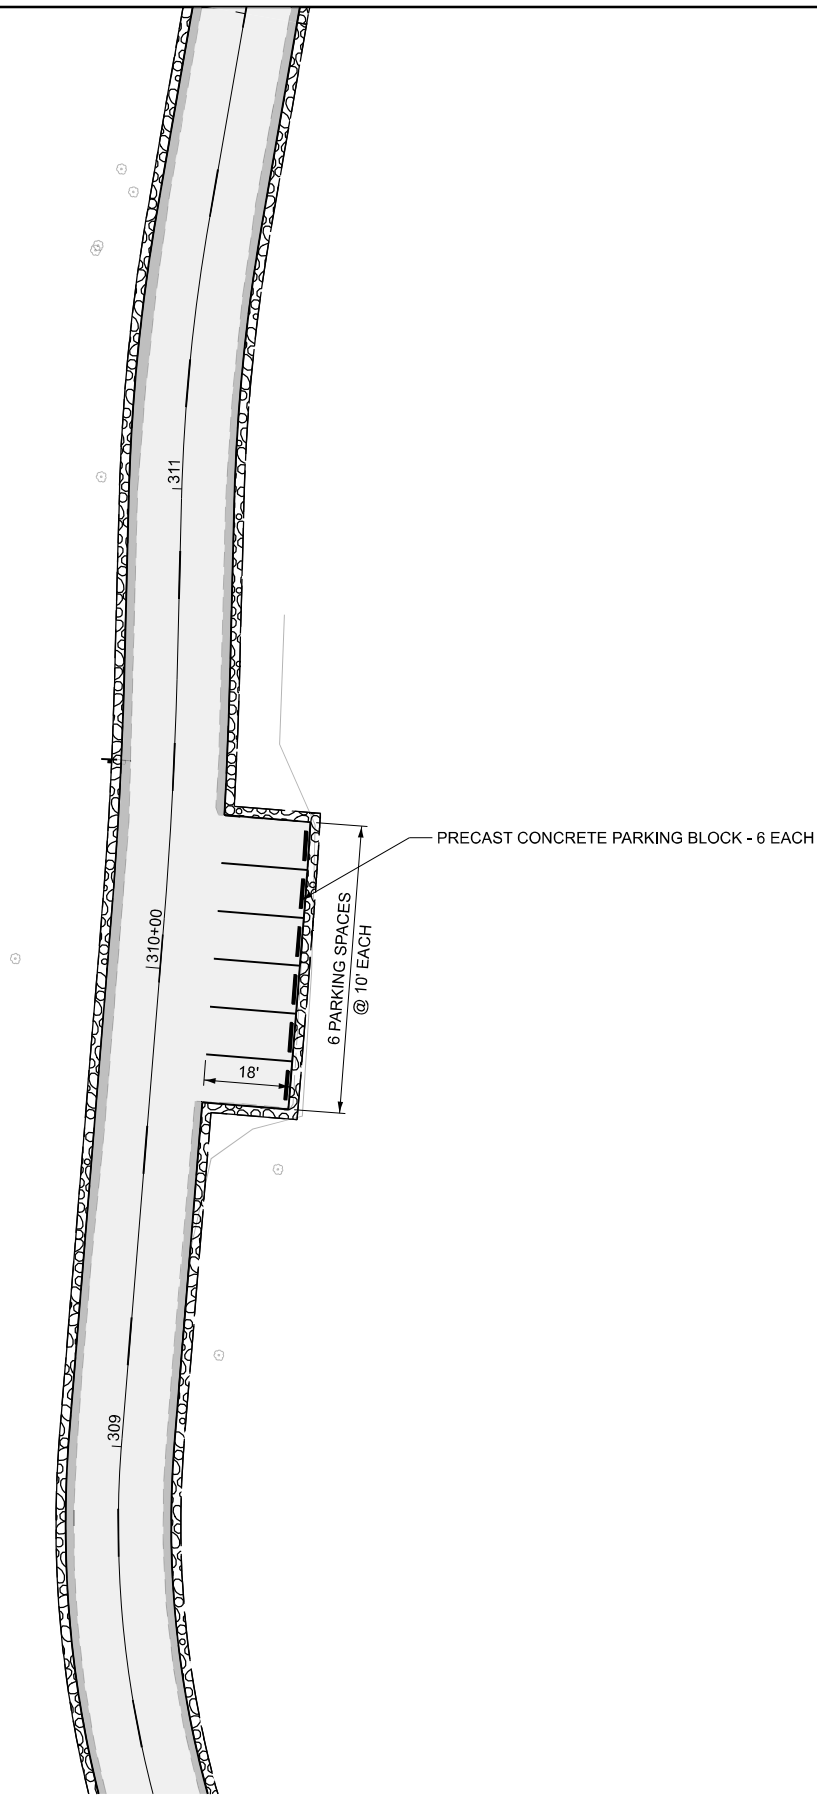 311
PRECAST CONCRETE PARKING BLOCK - 6 EACH
6 PARKING SPACES
@ 10' EACH
310+00
18'
309